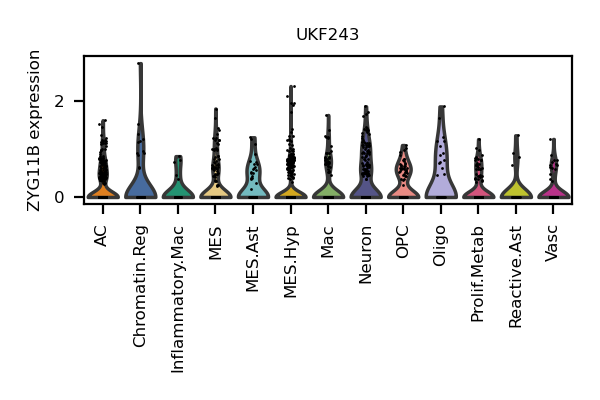 UKF243
ZYG11B expression
2
0
AC
Chromatin.Reg
Inflammatory.Mac
MES
MES.Ast
MES.Hyp
Mac
Neuron
OPC
Oligo
Prolif.Metab
Reactive.Ast
Vasc